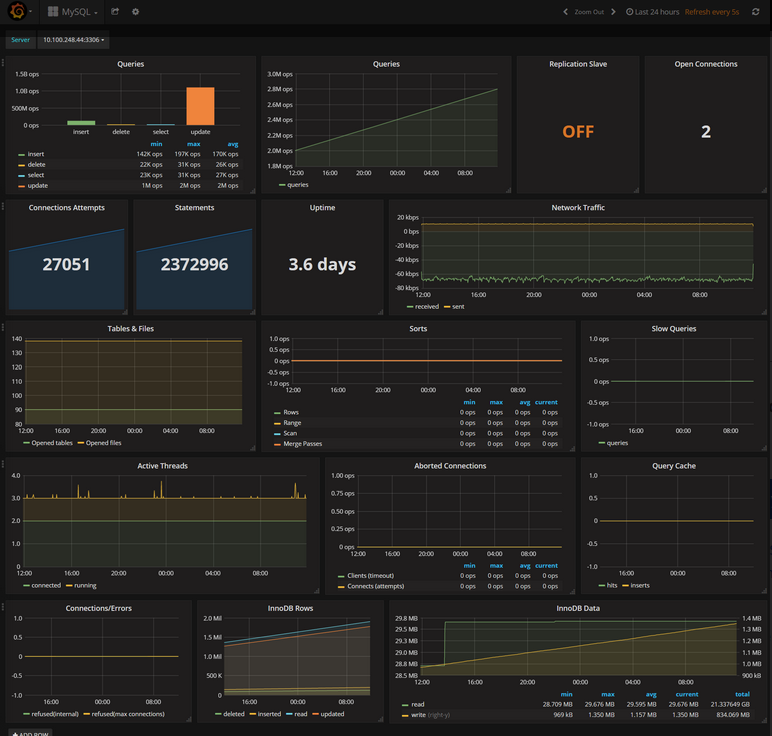 MySQL
Zoom Out
Last 24 hours
Refresh every 5s
Server
10.100.248.44:3306
Queries
1.5B ops
1.0B ops
500M ops
0 ops
insert delete select update
min max avg
insert 142K ops 197K ops 170K ops
delete 22K ops 31K ops 26K ops
select 23K ops 31K ops 27K ops
update 1M ops 2M ops 2M ops
Queries
3.0M ops
2.8M ops
2.6M ops
2.4M ops
2.2M ops
2.0M ops
1.8M ops
12:00 16:00 20:00 00:00 04:00 08:00
queries
Replication Slave
OFF
Open Connections
2
Connections Attempts
27051
Statements
2372996
Uptime
3.6 days
Network Traffic
20 kbps
0 bps
-20 kbps
-40 kbps
-60 kbps
-80 kbps
12:00 16:00 20:00 00:00 04:00 08:00
received sent
Tables & Files
140
130
120
110
100
90
80
12:00 16:00 20:00 00:00 04:00 08:00
Opened tables Opened files
Sorts
1.0 ops
0.5 ops
0 ops
-0.5 ops
-1.0 ops
12:00 16:00 20:00 00:00 04:00 08:00
min max avg current
Rows 0 ops 0 ops 0 ops 0 ops
Range 0 ops 0 ops 0 ops 0 ops
Scan 0 ops 0 ops 0 ops 0 ops
Merge Passes 0 ops 0 ops 0 ops 0 ops
Slow Queries
1.0 ops
0.5 ops
0 ops
-0.5 ops
-1.0 ops
16:00 00:00 08:00
queries
Active Threads
4.0
3.0
2.0
1.0
0
12:00 16:00 20:00 00:00 04:00 08:00
connected running
Aborted Connections
1.00 ops
0.75 ops
0.50 ops
0.25 ops
0 ops
12:00 16:00 20:00 00:00 04:00 08:00
min max avg current
Clients (timeout) 0 ops 0 ops 0 ops 0 ops
Connects (attempts) 0 ops 0 ops 0 ops 0 ops
Query Cache
1.0
0.5
0
-0.5
-1.0
16:00 00:00 08:00
hits inserts
Connections/Errors
1.0
0.5
0
-0.5
-1.0
16:00 00:00 08:00
refused(internal) refused(max connections)
InnoDB Rows
2.0 Mil
1.5 Mil
1.0 Mil
500 K
0
16:00 00:00 08:00
deleted inserted read updated
InnoDB Data
29.8 MB 1.4 MB
29.5 MB 1.3 MB
29.3 MB 1.2 MB
29.0 MB 1.1 MB
28.8 MB 1.0 MB
28.5 MB 900 kB
12:00 16:00 20:00 00:00 04:00 08:00
min max avg current total
read 28.709 MB 29.676 MB 29.595 MB 29.676 MB 21.337649 GB
write (right-y) 969 kB 1.350 MB 1.157 MB 1.350 MB 834.069 MB
ADD ROW